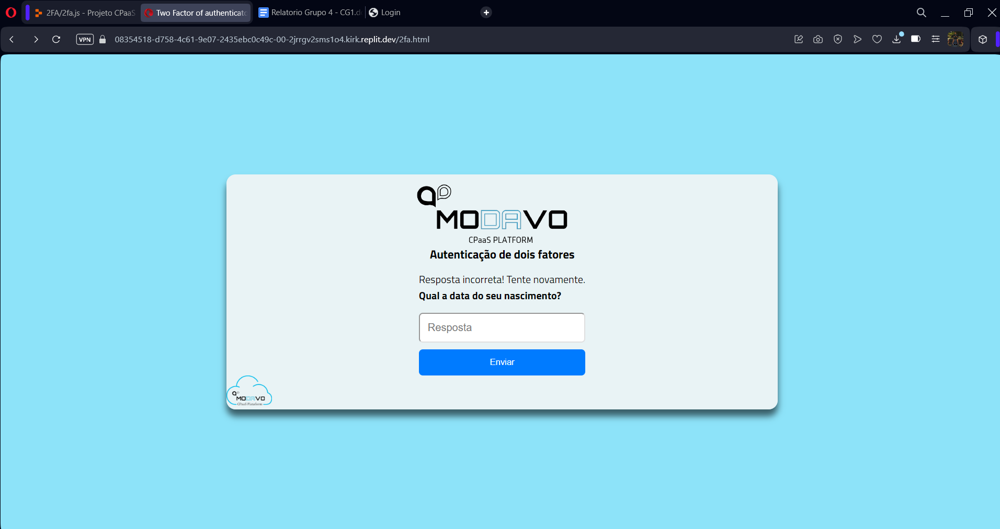 2FA/2fa.js - Projeto CPaaS
Two Factor of authenticato
Relatorio Grupo 4 - CG1.do
Login
VPN
08354518-d758-4c61-9e07-2435ebc0c49c-00-2jrrgv2sms1o4.kirk.replit.dev/2fa.html
MODAVO
CPaaS PLATFORM
Autenticação de dois fatores
Resposta incorreta! Tente novamente.
Qual a data do seu nascimento?
Resposta
Enviar
MODAVO
CPaaS Plataform